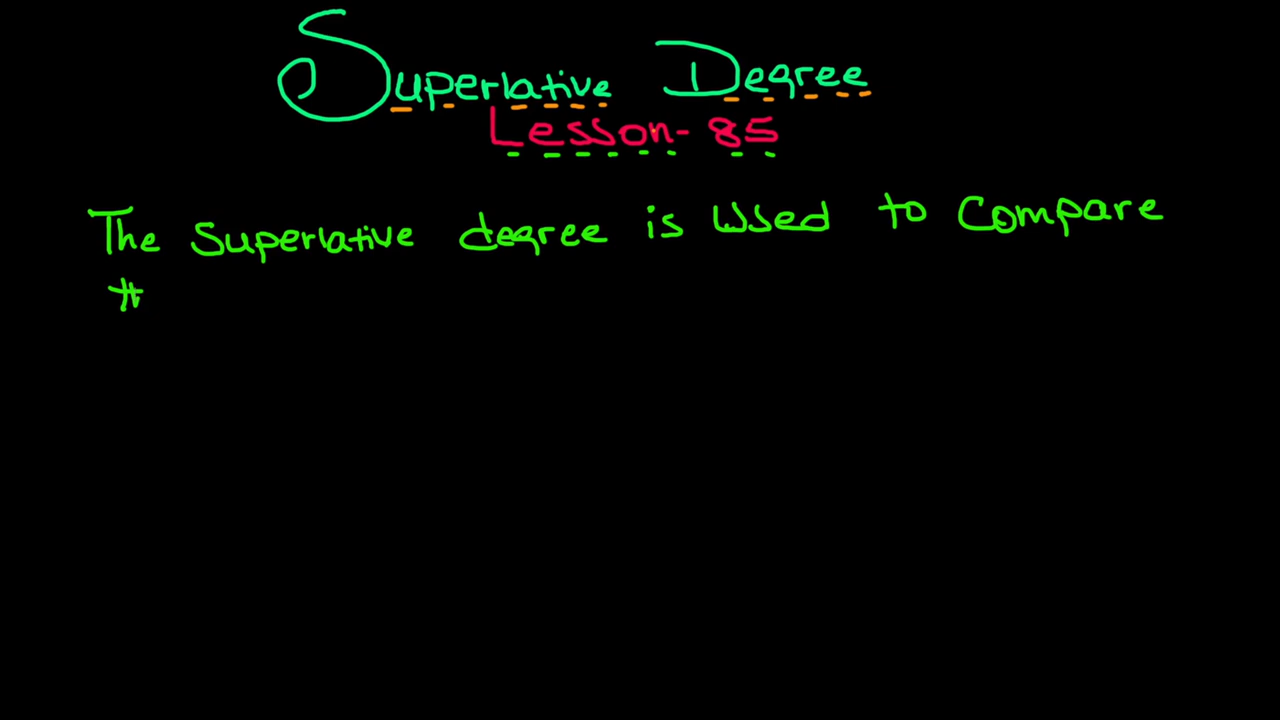 Superlative Degree
Lesson- 85
The Superlative degree is Used to Compare